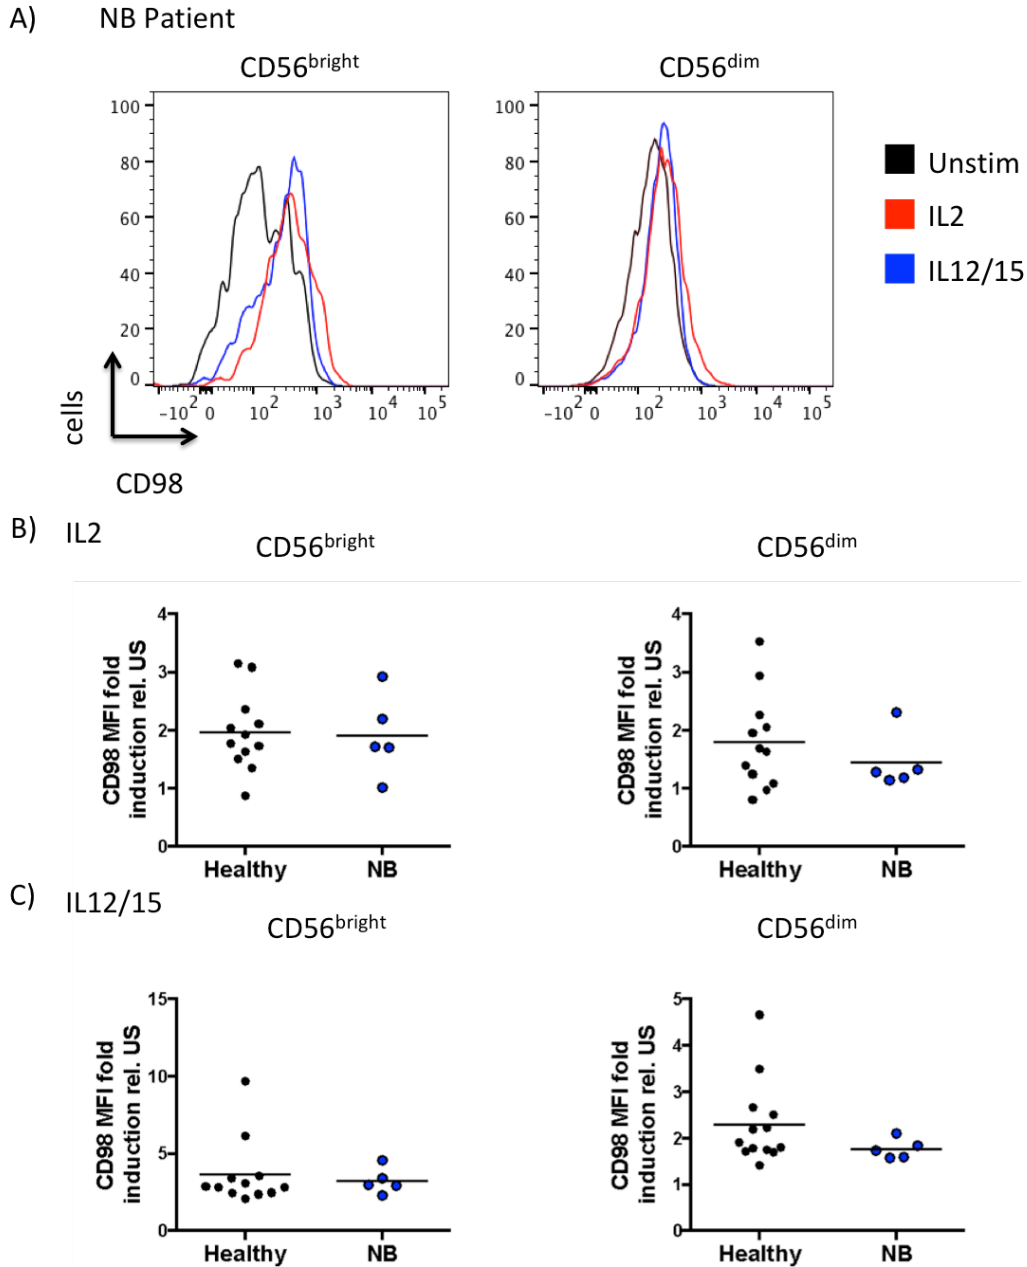 A) NB Patient
CD56bright CD56dim
100 100
80 80
60 60
40 40
20 20
0 0
-10² 0 10² 10³ 10⁴ 10⁵ -10² 0 10² 10³ 10⁴ 10⁵
Unstim
IL2
IL12/15
cells
CD98
B) IL2
CD56bright CD56dim
CD98 MFI fold
induction rel. US
4
3
2
1
0
Healthy NB
CD98 MFI fold
induction rel. US
4
3
2
1
0
Healthy NB
C) IL12/15
CD56bright CD56dim
CD98 MFI fold
induction rel. US
15
10
5
0
Healthy NB
CD98 MFI fold
induction rel. US
5
4
3
2
1
0
Healthy NB